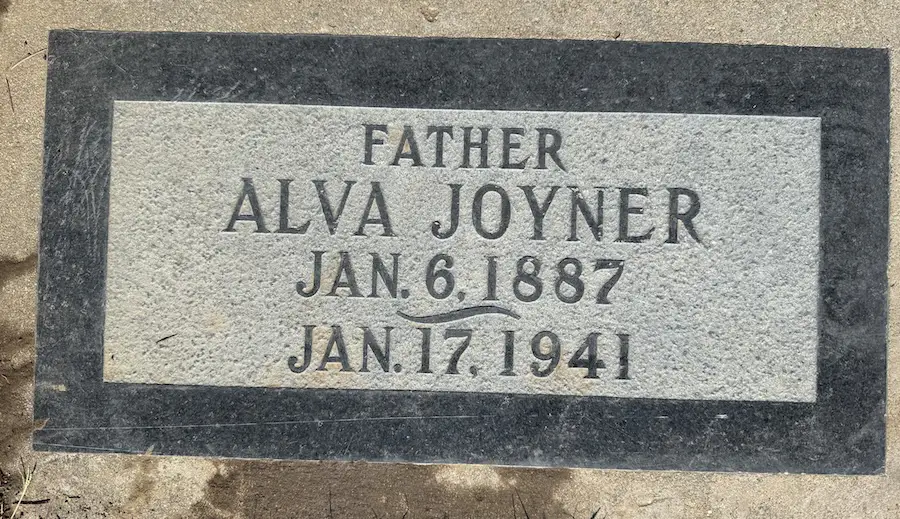 FATHER
ALVA JOYNER
JAN. 6, 1887
JAN. 17, 1941